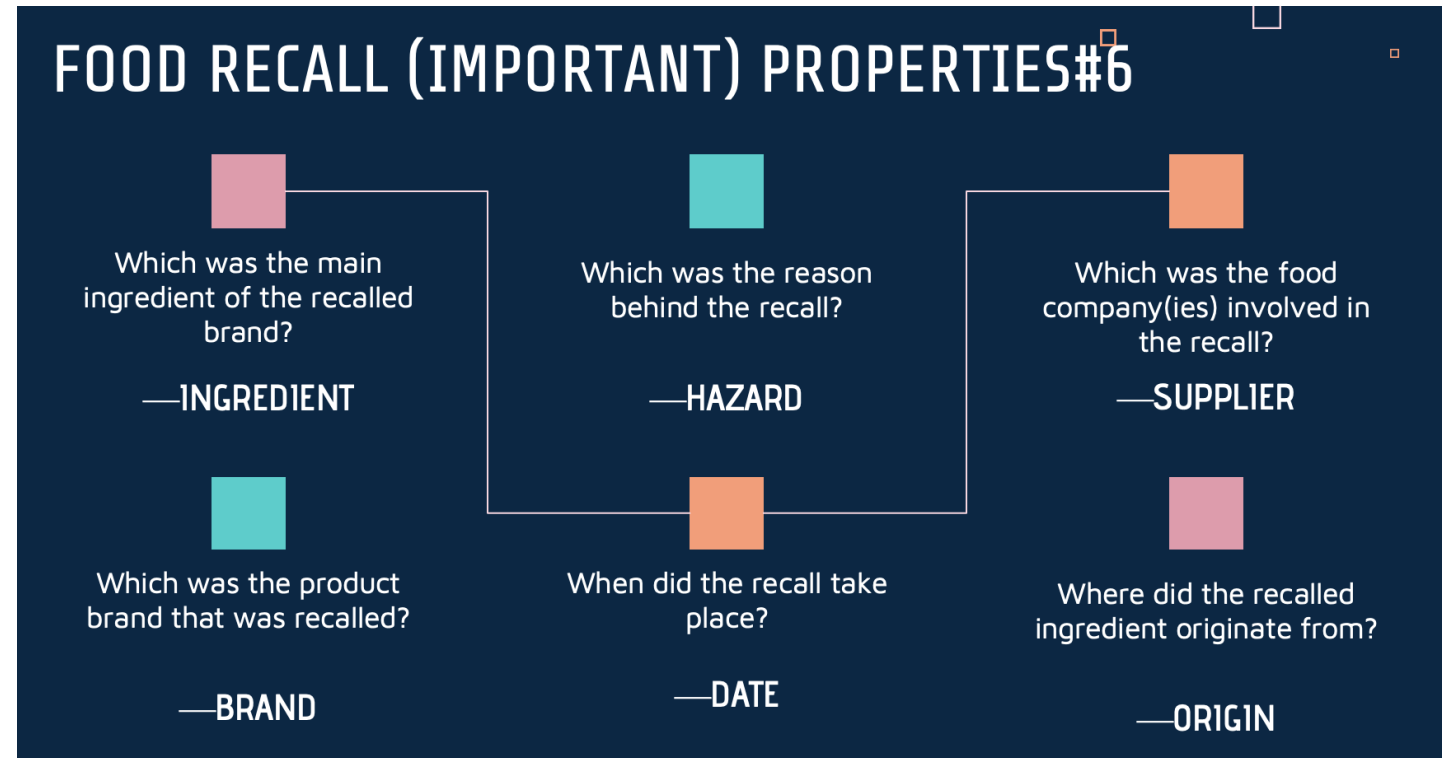 FOOD RECALL (IMPORTANT) PROPERTIES#6
Which was the main
ingredient of the recalled
brand?
—INGREDIENT
Which was the reason
behind the recall?
—HAZARD
Which was the food
company(ies) involved in
the recall?
—SUPPLIER
Which was the product
brand that was recalled?
—BRAND
When did the recall take
place?
—DATE
Where did the recalled
ingredient originate from?
—ORIGIN